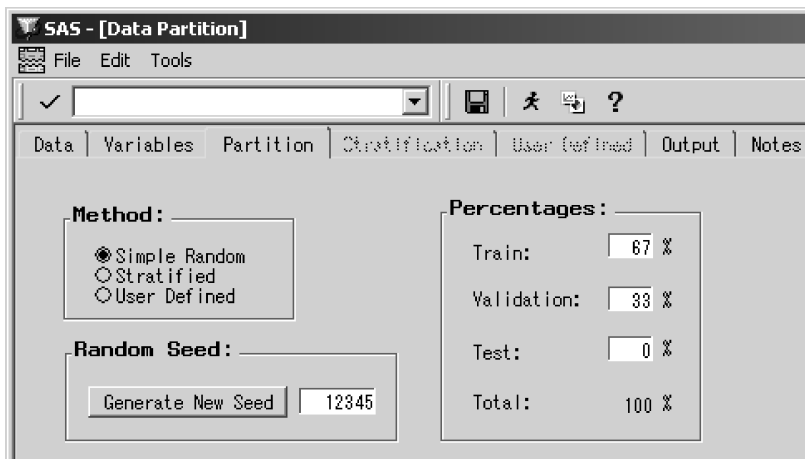 SAS - [Data Partition]
File Edit Tools
?
Data Variables Partition Stratification User Defined Output Notes
Method:
Simple Random
Stratified
User Defined
Random Seed:
Generate New Seed 12345
Percentages:
Train: 67 %
Validation: 33 %
Test: 0 %
Total: 100 %